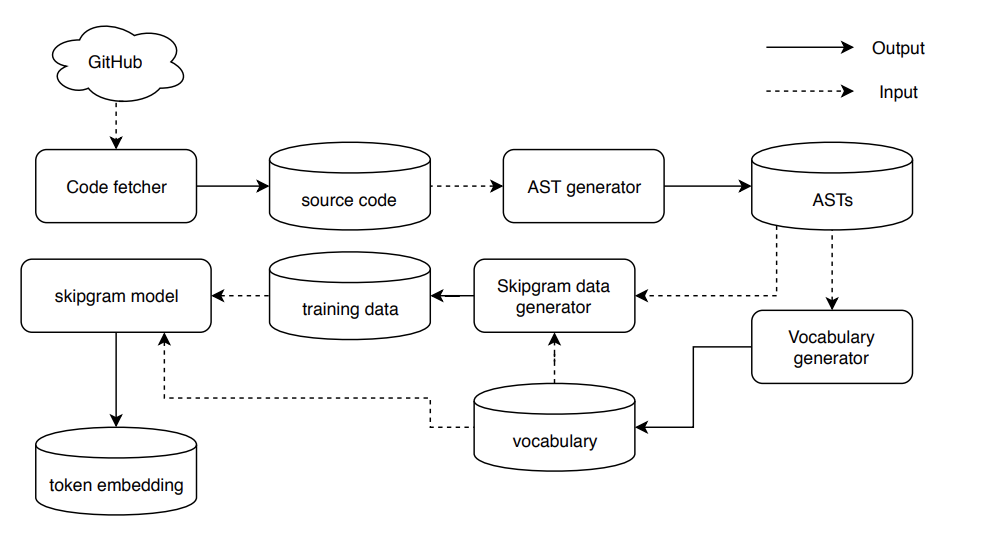 GitHub
Output
Input
Code fetcher
source code
AST generator
ASTs
skipgram model
training data
Skipgram data
generator
Vocabulary
generator
vocabulary
token embedding